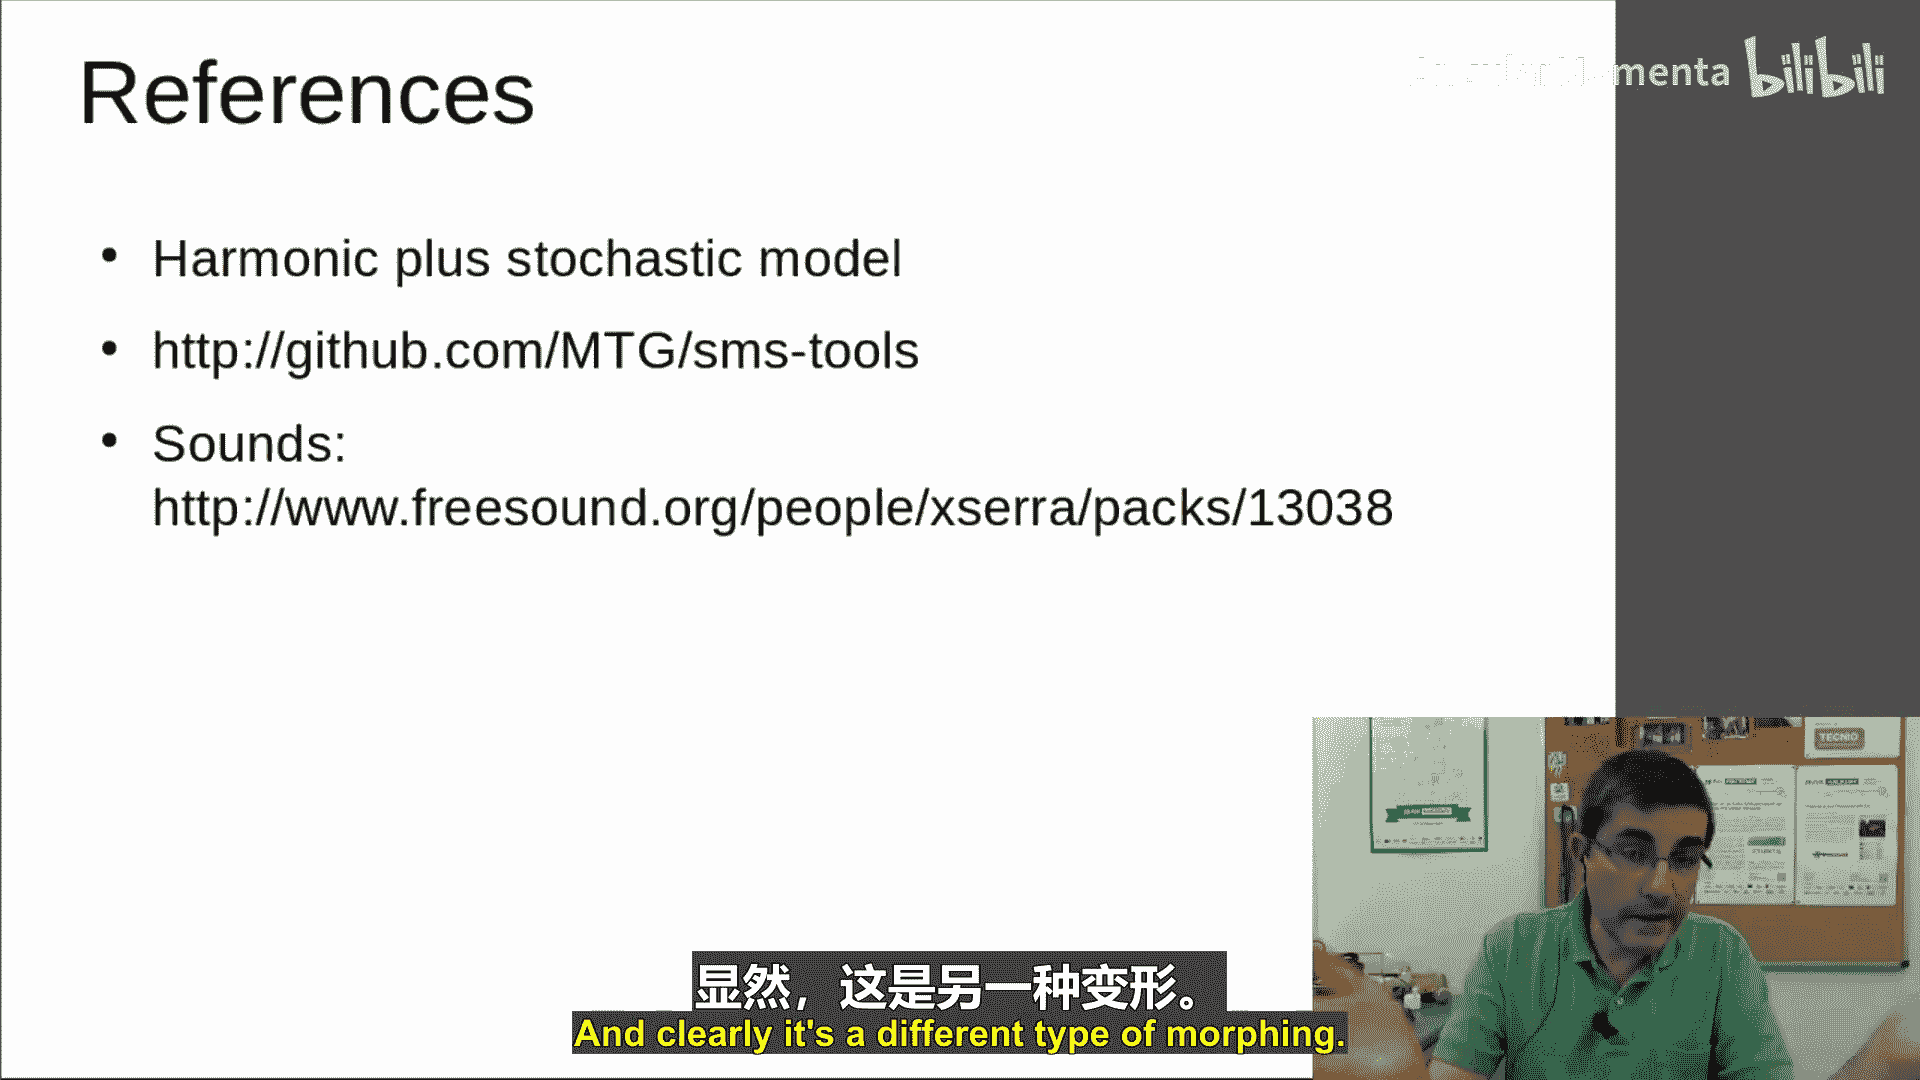 References
menta bilibili
• Harmonic plus stochastic model
• http://github.com/MTG/sms-tools
• Sounds:
http://www.freesound.org/people/xserra/packs/13038
TECNIO
显然，这是另一种变形。
And clearly it's a different type of morphing.